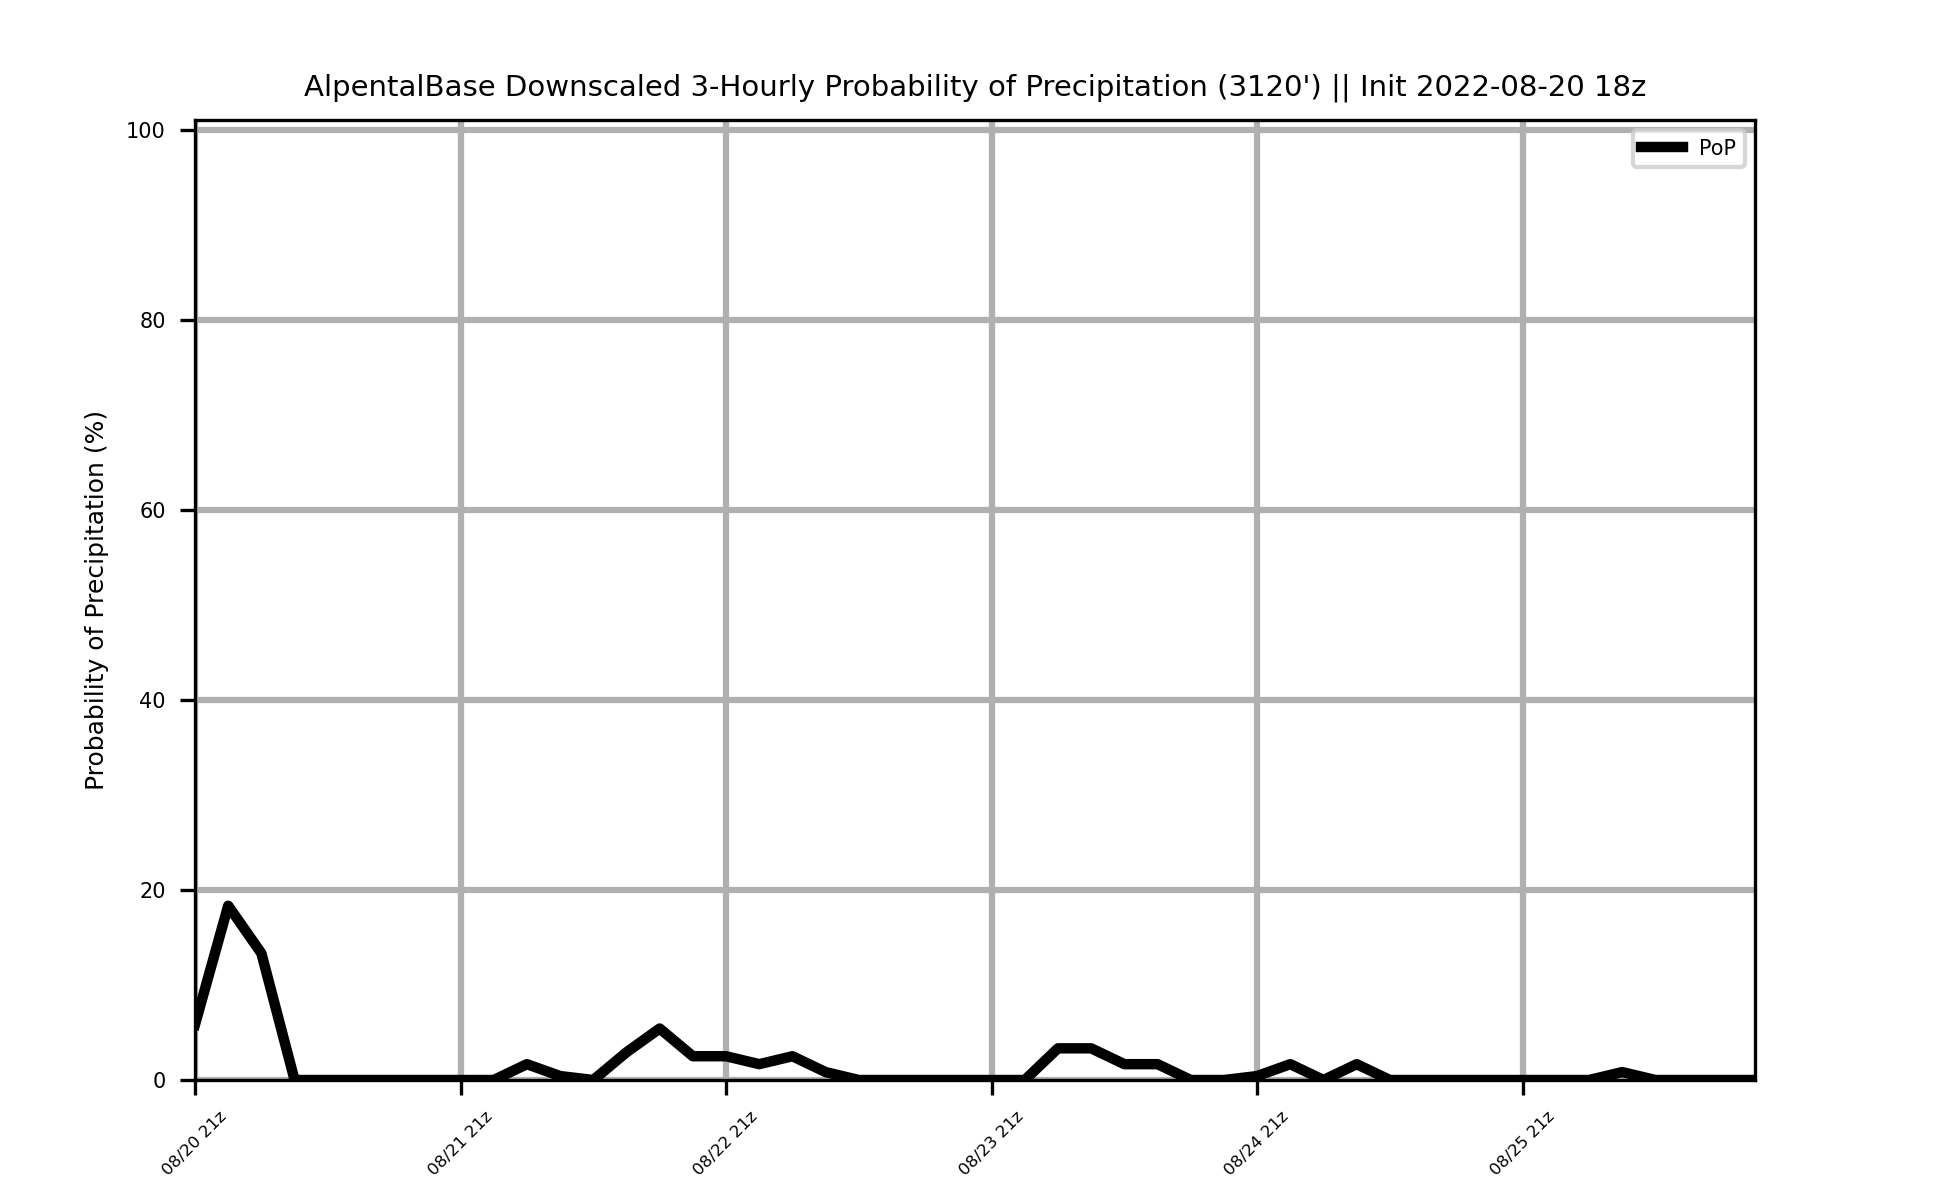 AlpentalBase Downscaled 3-Hourly Probability of Precipitation (3120') || Init 2022-08-20 18z
PoP
Probability of Precipitation (%)
100
80
60
40
20
0
08/20 21z
08/21 21z
08/22 21z
08/23 21z
08/24 21z
08/25 21z